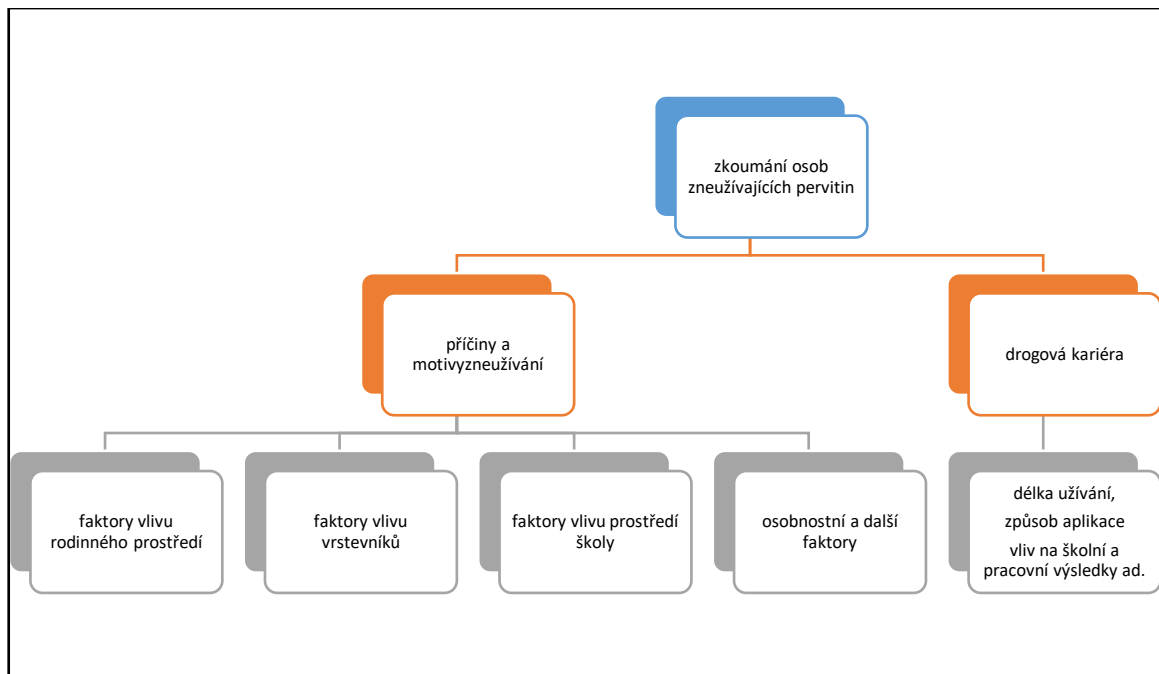 zkoumání osob
zneužívajících pervitin
příčiny a
motivyzneužívání
drogová kariéra
faktory vlivu
rodinného prostředí
faktory vlivu
vrstevníků
faktory vlivu prostředí
školy
osobnostní a další
faktory
délka užívání,
způsob aplikace
vliv na školní a
pracovní výsledky ad.